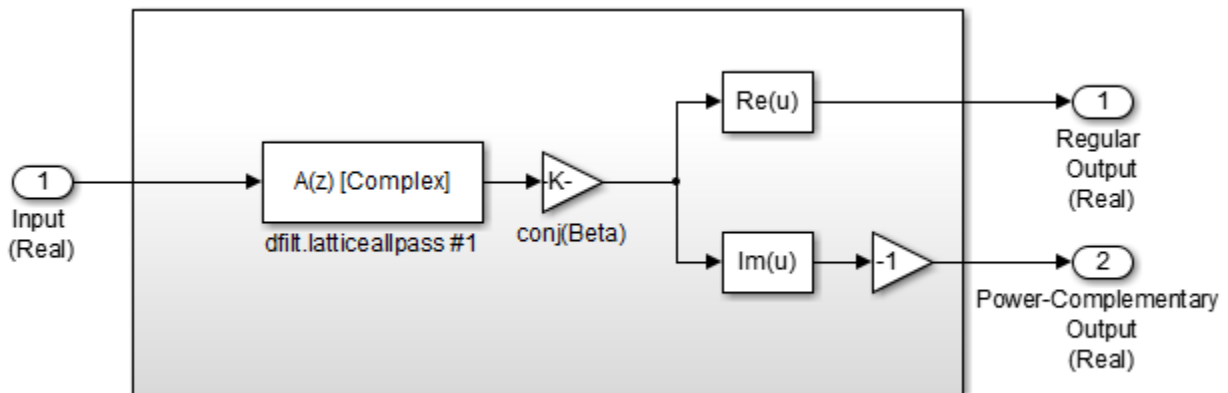 1
Input
(Real)
A(z) [Complex]
dfilt.latticeallpass #1
-K-
conj(Beta)
Re(u)
1
Regular
Output
(Real)
Im(u)
-1
2
Power-Complementary
Output
(Real)